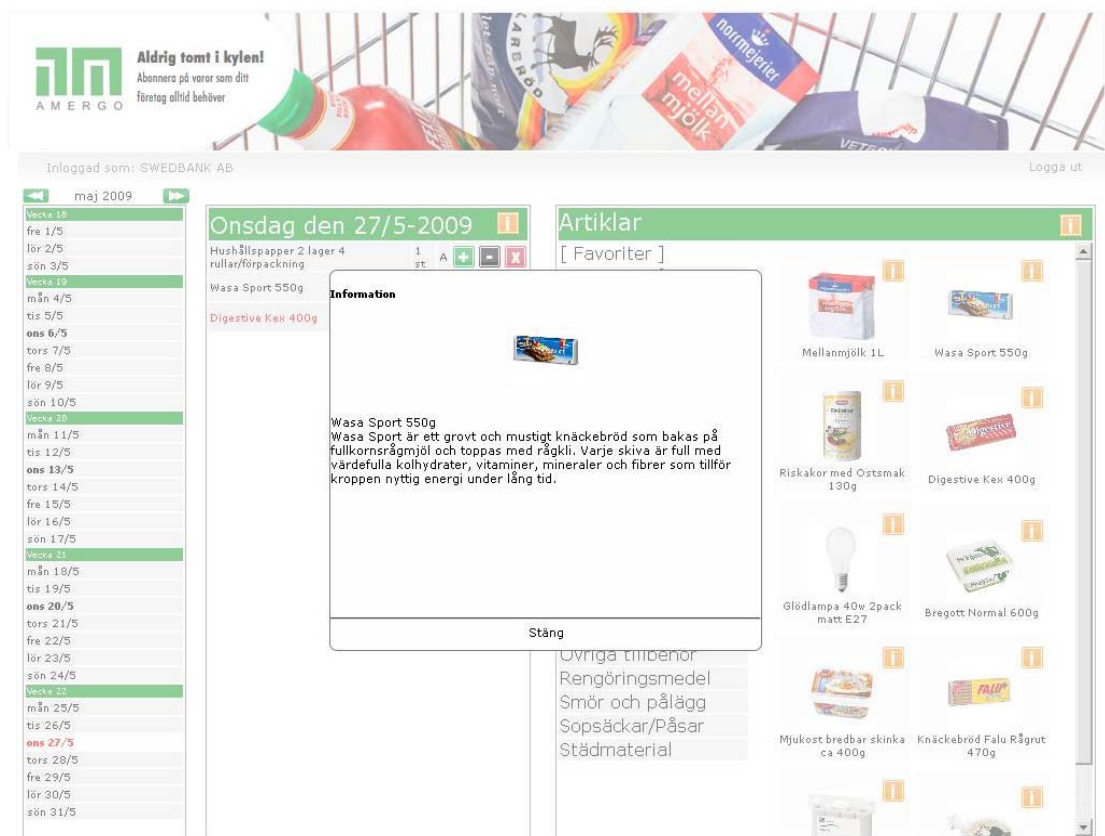 AMERGO
Aldrig tomt i kylen!
Abonnera på varor som ditt
företag alltid behöver
norrmejerier
mellan
mjölk
Inloggad som: SWEDBANK AB
Logga ut
maj 2009
Vecka 18
fre 1/5
lör 2/5
sön 3/5
Vecka 19
mån 4/5
tis 5/5
ons 6/5
tors 7/5
fre 8/5
lör 9/5
sön 10/5
Vecka 20
mån 11/5
tis 12/5
ons 13/5
tors 14/5
fre 15/5
lör 16/5
sön 17/5
Vecka 21
mån 18/5
tis 19/5
ons 20/5
tors 21/5
fre 22/5
lör 23/5
sön 24/5
Vecka 22
mån 25/5
tis 26/5
ons 27/5
tors 28/5
fre 29/5
lör 30/5
sön 31/5
Onsdag den 27/5-2009
Hushållspapper 2 lager 4
rullar/förpackning
1
st
A
Wasa Sport 550g
Digestive Kex 400g
Information
Wasa Sport 550g
Wasa Sport är ett grovt och mustigt knäckebröd som bakas på
fullkornsrågmjöl och toppas med rågkli. Varje skiva är full med
värdefulla kolhydrater, vitaminer, mineraler och fibrer som tillför
kroppen nyttig energi under lång tid.
Stäng
Artiklar
[ Favoriter ]
Övriga tillbehör
Rengöringsmedel
Smör och pålägg
Sopsäckar/Påsar
Städmaterial
Mellanmjölk 1L
Wasa Sport 550g
Riskakor med Ostsmak
130g
Digestive
Digestive Kex 400g
Glödlampa 40w 2pack
matt E27
Bregott Normal 600g
Mjukost bredbar skinka
ca 400g
FALU
Knäckebröd Falu Rågrut
470g